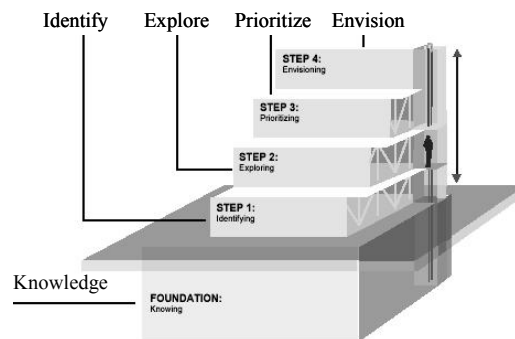 Identify Explore Prioritize Envision
STEP 4:
Envisioning
STEP 3:
Prioritizing
STEP 2:
Exploring
STEP 1:
Identifying
Knowledge
FOUNDATION:
Knowing